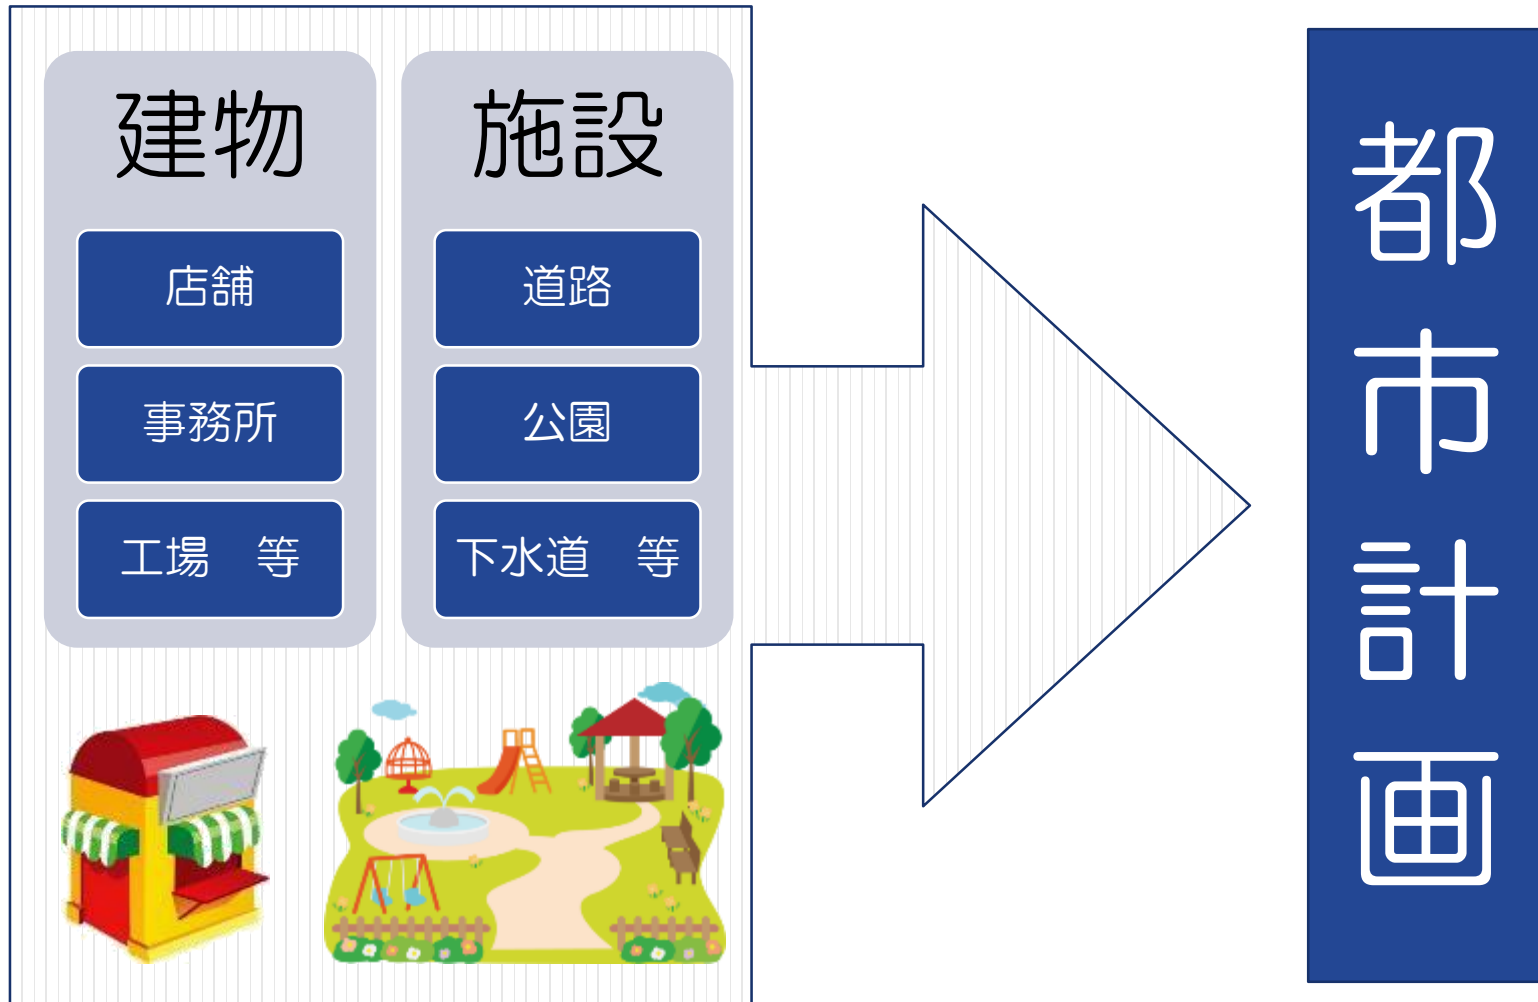 建物
店舗
事務所
工場　等
施設
道路
公園
下水道　等
都市計画